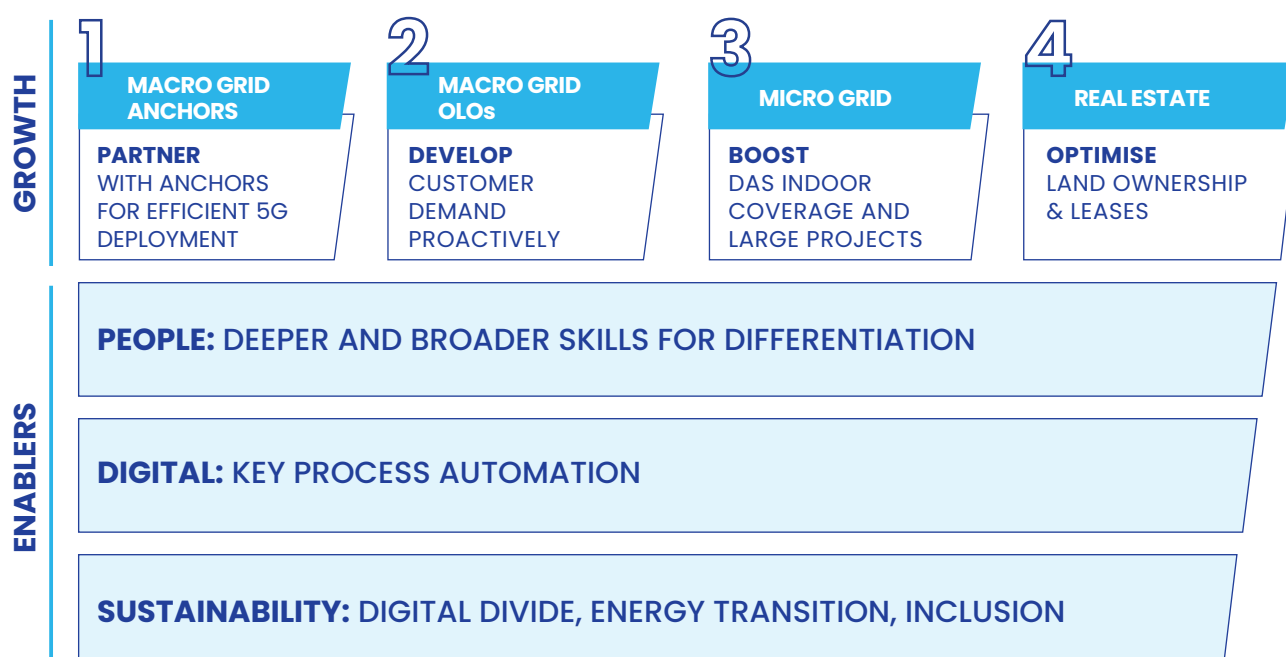 GROWTH
1
MACRO GRID
ANCHORS
PARTNER
WITH ANCHORS
FOR EFFICIENT 5G
DEPLOYMENT
2
MACRO GRID
OLOs
DEVELOP
CUSTOMER
DEMAND
PROACTIVELY
3
MICRO GRID
BOOST
DAS INDOOR
COVERAGE AND
LARGE PROJECTS
4
REAL ESTATE
OPTIMISE
LAND OWNERSHIP
& LEASES
ENABLERS
PEOPLE: DEEPER AND BROADER SKILLS FOR DIFFERENTIATION
DIGITAL: KEY PROCESS AUTOMATION
SUSTAINABILITY: DIGITAL DIVIDE, ENERGY TRANSITION, INCLUSION